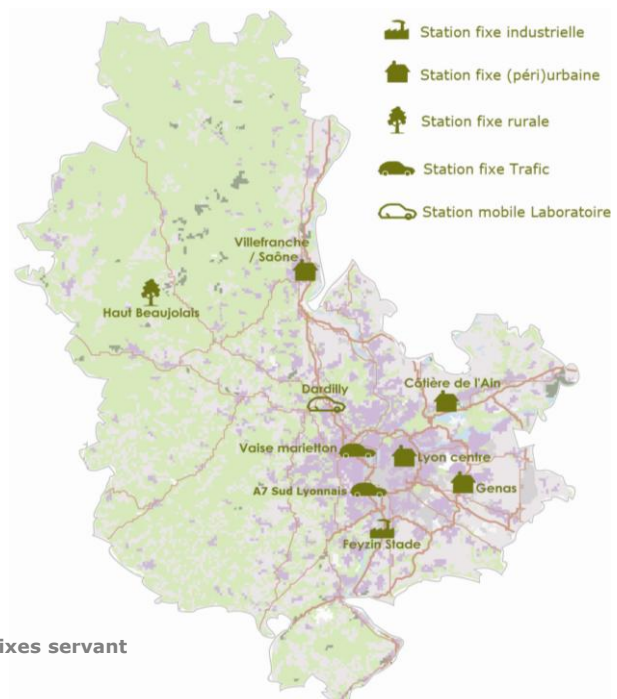 Station fixe industrielle
Station fixe (péri)urbaine
Station fixe rurale
Station fixe Trafic
Station mobile Laboratoire
Villefranche
/ Saône
Haut Beaujolais
Dardilly
Côtière de l'Ain
Vaise marietton
Lyon centre
A7 Sud Lyonnais
Genas
Feyzin Stade
ixes servant